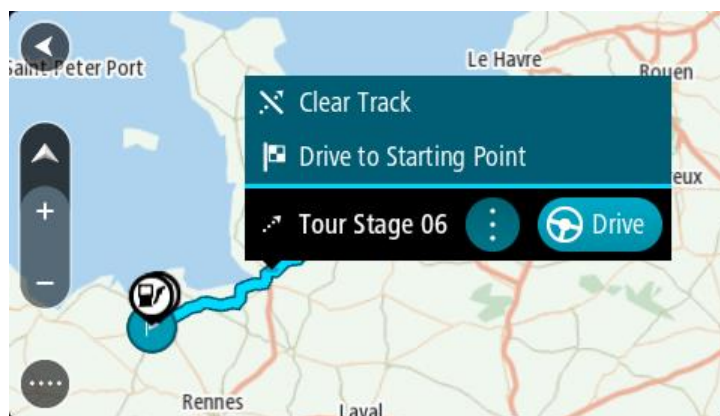 Saint Peter Port
Le Havre
Rouen
Clear Track
Drive to Starting Point
eux
Tour Stage 06
Drive
Rennes
Laval